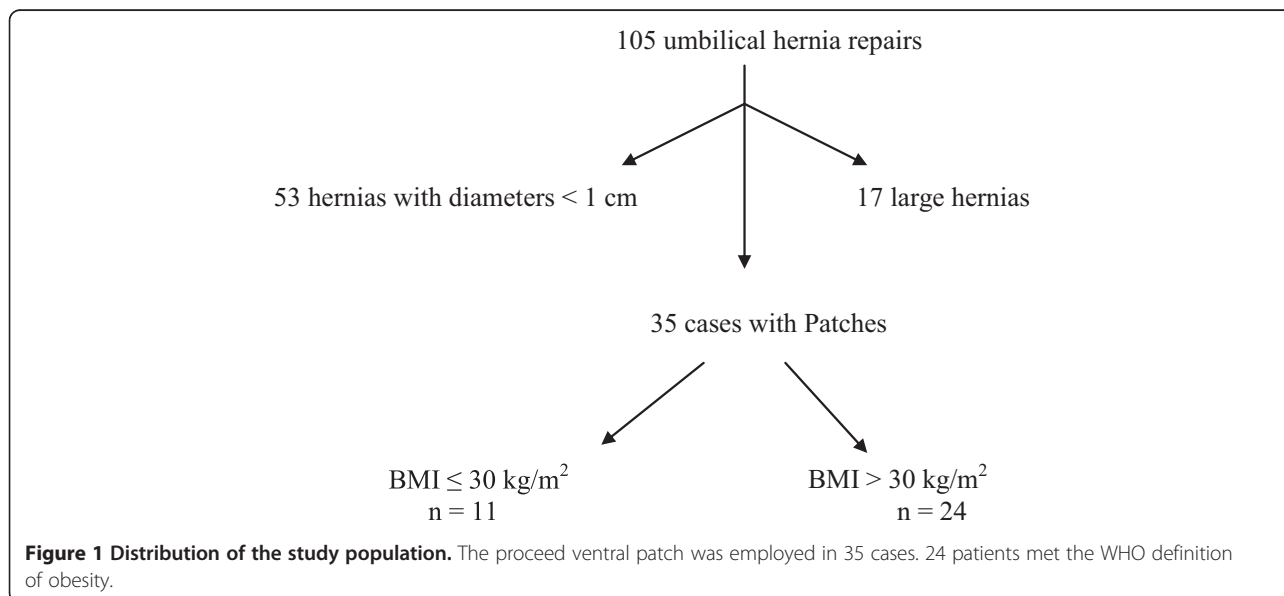 105 umbilical hernia repairs
53 hernias with diameters < 1 cm
17 large hernias
35 cases with Patches
BMI ≤ 30 kg/m²
n = 11
BMI > 30 kg/m²
n = 24
Figure 1 Distribution of the study population. The proceed ventral patch was employed in 35 cases. 24 patients met the WHO definition
of obesity.